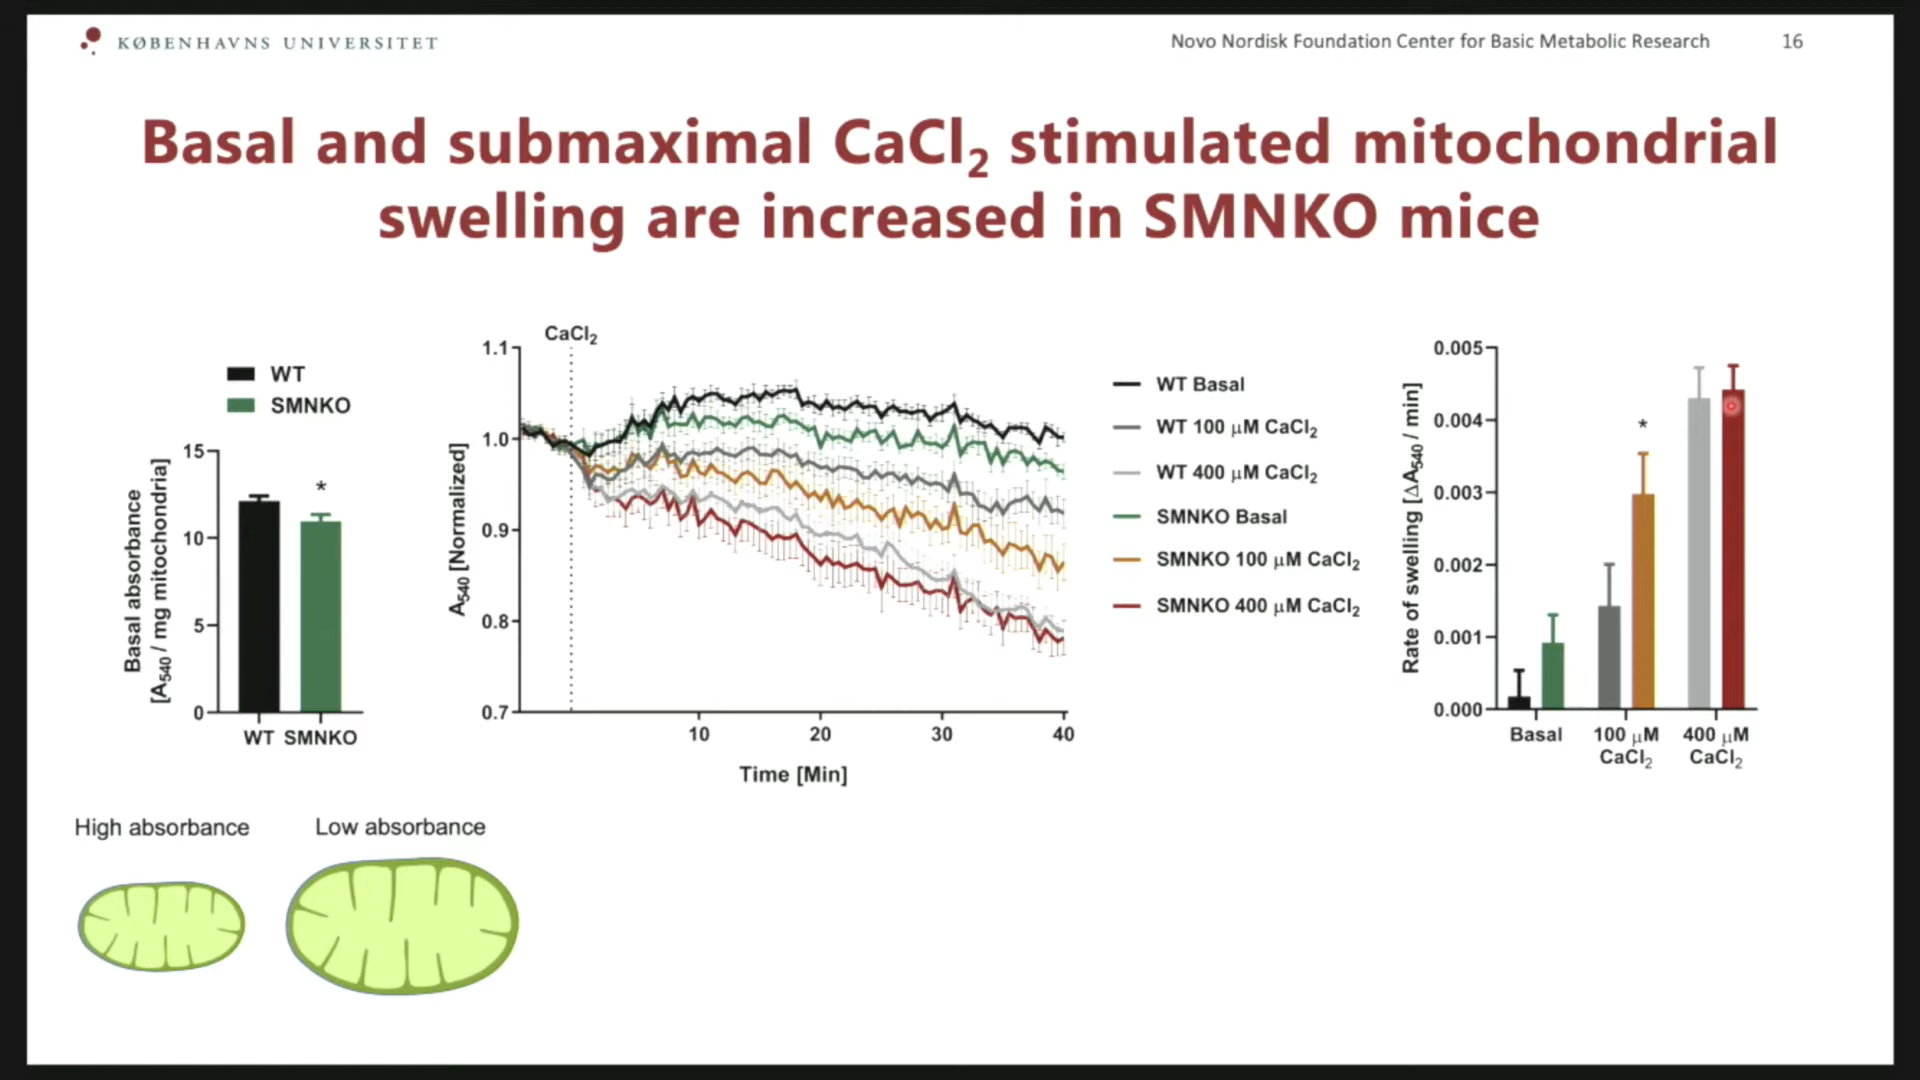 KØBENHAVNS UNIVERSITET
Novo Nordisk Foundation Center for Basic Metabolic Research
16
Basal and submaximal CaCl₂ stimulated mitochondrial
swelling are increased in SMNKO mice
WT
SMNKO
Basal absorbance
[A₅₄₀ / mg mitochondria]
15
10
5
0
*
WT SMNKO
CaCl₂
A₅₄₀ [Normalized]
1.1
1.0
0.9
0.8
0.7
10 20 30 40
Time [Min]
WT Basal
WT 100 µM CaCl₂
WT 400 µM CaCl₂
SMNKO Basal
SMNKO 100 µM CaCl₂
SMNKO 400 µM CaCl₂
Rate of swelling [ΔA₅₄₀ / min]
0.005
0.004
0.003
0.002
0.001
0.000
*
Basal 100 µM 400 µM
CaCl₂ CaCl₂
High absorbance Low absorbance